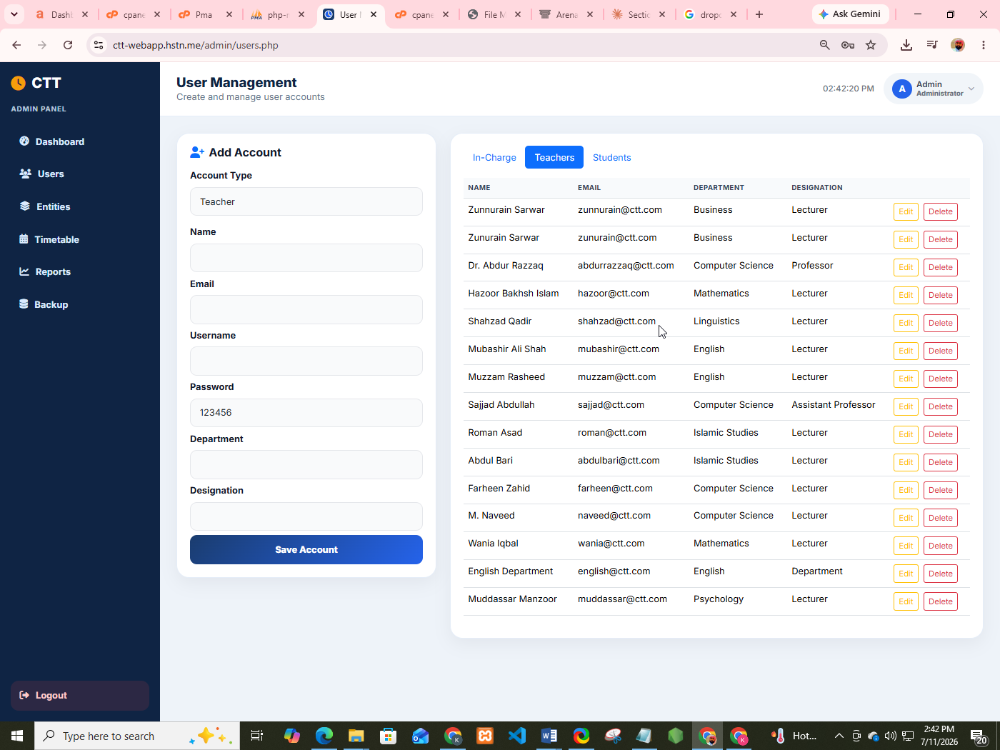 Dashb
cpane
Pma
php-r
User M
cpane
File M
Arena
Sectio
dropd
Ask Gemini
ctt-webapp.hstn.me/admin/users.php
CTT
ADMIN PANEL
Dashboard
Users
Entities
Timetable
Reports
Backup
Logout
User Management
Create and manage user accounts
02:42:20 PM
A
Admin
Administrator
Add Account
Account Type
Teacher
Name
Email
Username
Password
123456
Department
Designation
Save Account
In-Charge Teachers Students
NAME EMAIL DEPARTMENT DESIGNATION
Zunnurain Sarwar zunnurain@ctt.com Business Lecturer Edit Delete
Zunurain Sarwar zunurain@ctt.com Business Lecturer Edit Delete
Dr. Abdur Razzaq abdurrazzaq@ctt.com Computer Science Professor Edit Delete
Hazoor Bakhsh Islam hazoor@ctt.com Mathematics Lecturer Edit Delete
Shahzad Qadir shahzad@ctt.com Linguistics Lecturer Edit Delete
Mubashir Ali Shah mubashir@ctt.com English Lecturer Edit Delete
Muzzam Rasheed muzzam@ctt.com English Lecturer Edit Delete
Sajjad Abdullah sajjad@ctt.com Computer Science Assistant Professor Edit Delete
Roman Asad roman@ctt.com Islamic Studies Lecturer Edit Delete
Abdul Bari abdulbari@ctt.com Islamic Studies Lecturer Edit Delete
Farheen Zahid farheen@ctt.com Computer Science Lecturer Edit Delete
M. Naveed naveed@ctt.com Computer Science Lecturer Edit Delete
Wania Iqbal wania@ctt.com Mathematics Lecturer Edit Delete
English Department english@ctt.com English Department Edit Delete
Muddassar Manzoor muddassar@ctt.com Psychology Lecturer Edit Delete
Type here to search
Hot...
2:42 PM
7/11/2026
20